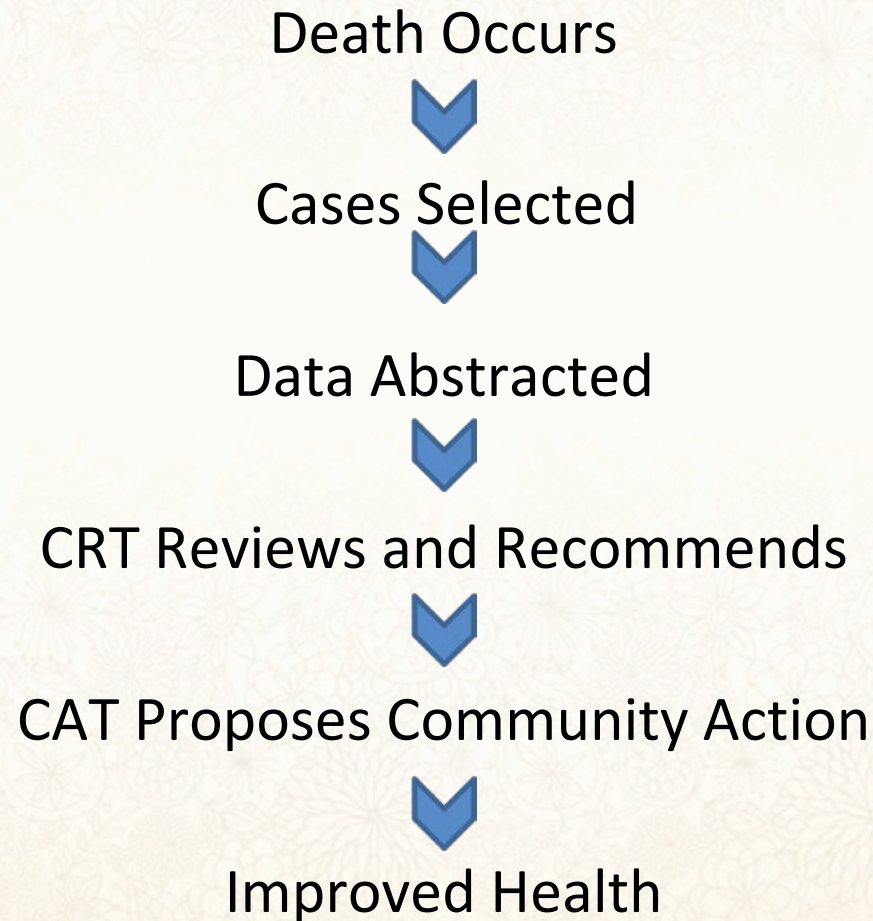 Death Occurs
Cases Selected
Data Abstracted
CRT Reviews and Recommends
CAT Proposes Community Action
Improved Health